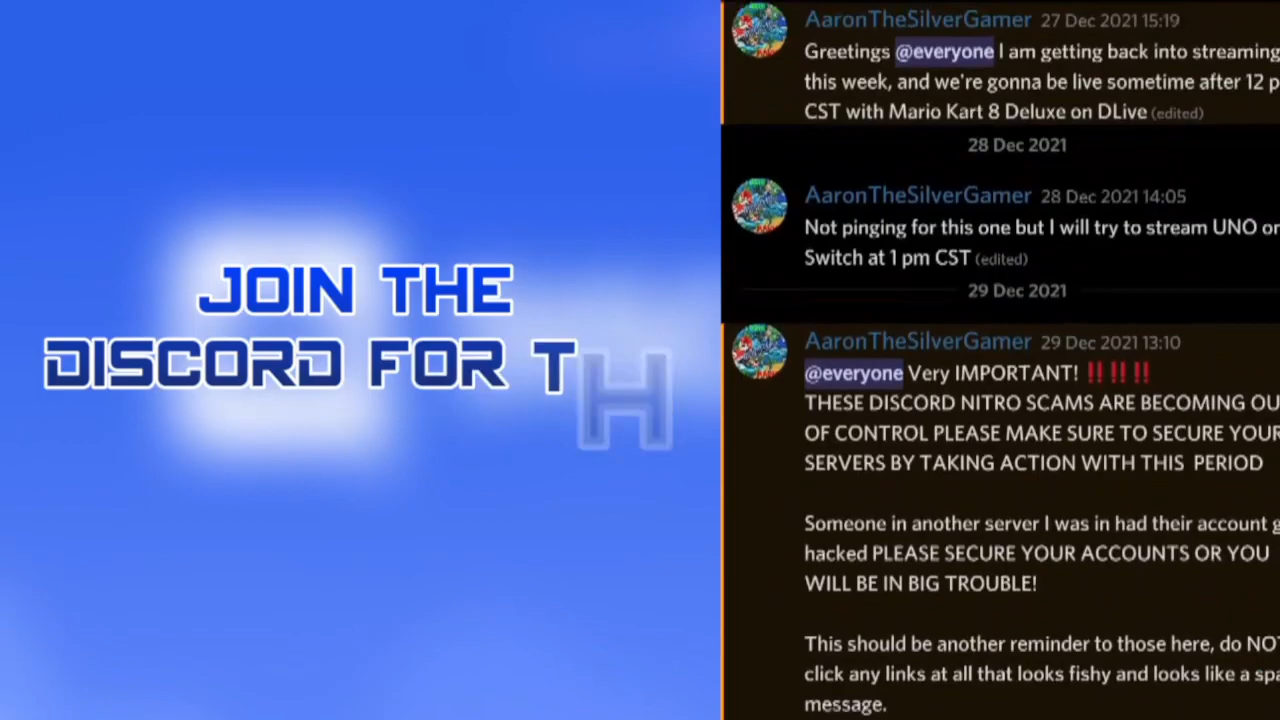 JOIN THE
DISCORD FOR TH
AaronTheSilverGamer 27 Dec 2021 15:19
Greetings @everyone I am getting back into streaming
this week, and we're gonna be live sometime after 12 p
CST with Mario Kart 8 Deluxe on DLive (edited)
28 Dec 2021
AaronTheSilverGamer 28 Dec 2021 14:05
Not pinging for this one but I will try to stream UNO on
Switch at 1 pm CST (edited)
29 Dec 2021
AaronTheSilverGamer 29 Dec 2021 13:10
@everyone Very IMPORTANT! ‼️‼️‼️
THESE DISCORD NITRO SCAMS ARE BECOMING OU
OF CONTROL PLEASE MAKE SURE TO SECURE YOUR
SERVERS BY TAKING ACTION WITH THIS PERIOD
Someone in another server I was in had their account g
hacked PLEASE SECURE YOUR ACCOUNTS OR YOU
WILL BE IN BIG TROUBLE!
This should be another reminder to those here, do NOT
click any links at all that looks fishy and looks like a spa
message.